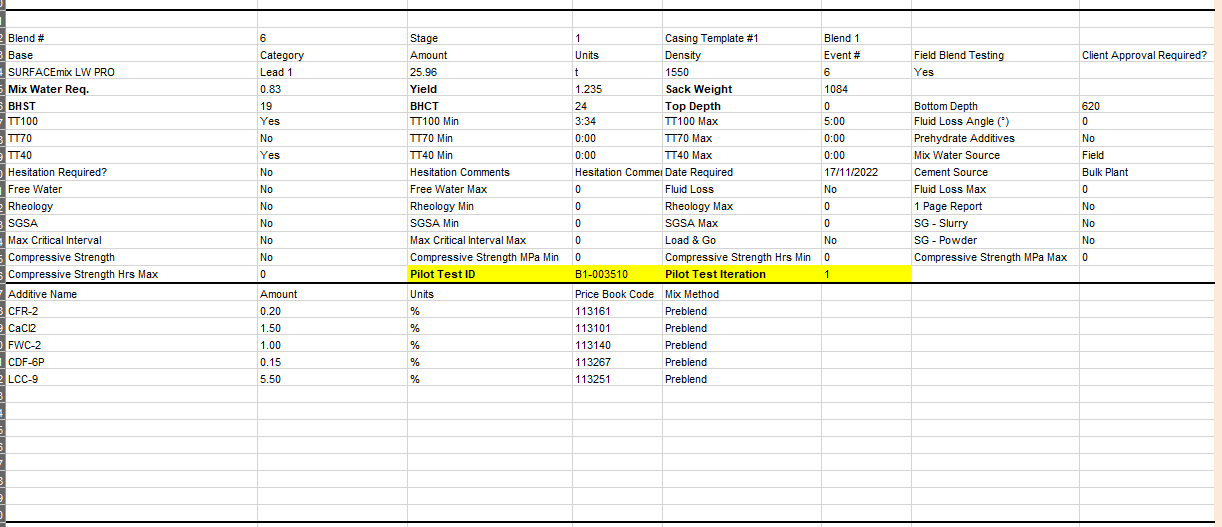 Blend # 6 Stage 1 Casing Template #1 Blend 1
Base Category Amount Units Density Event # Field Blend Testing Client Approval Required?
SURFACEmix LW PRO Lead 1 25.96 t 1550 6 Yes
Mix Water Req. 0.83 Yield 1.235 Sack Weight 1084
BHST 19 BHCT 24 Top Depth 0 Bottom Depth 620
TT100 Yes TT100 Min 3:34 TT100 Max 5:00 Fluid Loss Angle (°) 0
TT70 No TT70 Min 0:00 TT70 Max 0:00 Prehydrate Additives No
TT40 Yes TT40 Min 0:00 TT40 Max 0:00 Mix Water Source Field
Hesitation Required? No Hesitation Comments Hesitation Commen Date Required 17/11/2022 Cement Source Bulk Plant
Free Water No Free Water Max 0 Fluid Loss No Fluid Loss Max 0
Rheology No Rheology Min 0 Rheology Max 0 1 Page Report No
SGSA No SGSA Min 0 SGSA Max 0 SG - Slurry No
Max Critical Interval No Max Critical Interval Max 0 Load & Go No SG - Powder No
Compressive Strength No Compressive Strength MPa Min 0 Compressive Strength Hrs Min 0 Compressive Strength MPa Max 0
Compressive Strength Hrs Max 0 Pilot Test ID B1-003510 Pilot Test Iteration 1
Additive Name Amount Units Price Book Code Mix Method
CFR-2 0.20 % 113161 Preblend
CaCl2 1.50 % 113101 Preblend
FWC-2 1.00 % 113140 Preblend
CDF-6P 0.15 % 113267 Preblend
LCC-9 5.50 % 113251 Preblend